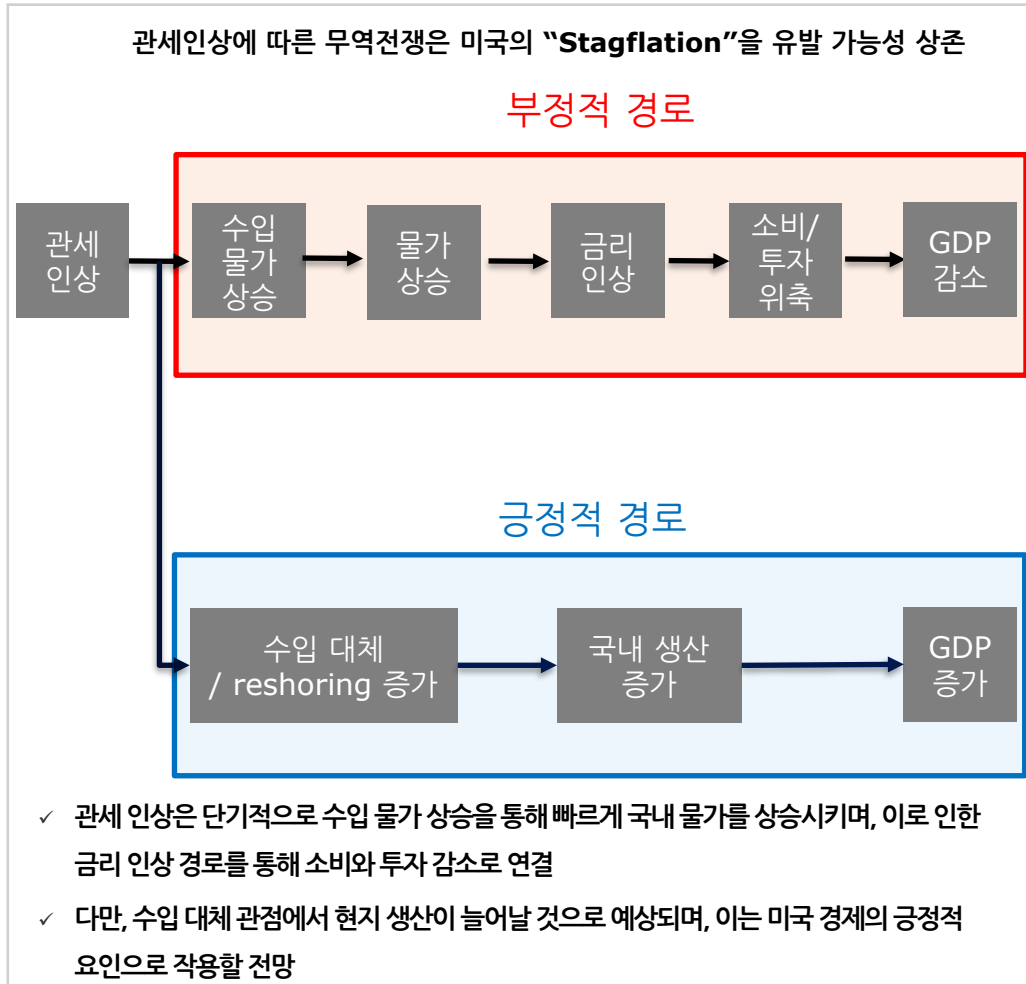 관세인상에 따른 무역전쟁은 미국의 “Stagflation”을 유발 가능성 상존
부정적 경로
관세
인상
수입
물가
상승
물가
상승
금리
인상
소비/
투자
위축
GDP
감소
긍정적 경로
수입 대체
/ reshoring 증가
국내 생산
증가
GDP
증가
✓ 관세 인상은 단기적으로 수입 물가 상승을 통해 빠르게 국내 물가를 상승시키며, 이로 인한
금리 인상 경로를 통해 소비와 투자 감소로 연결
✓ 다만, 수입 대체 관점에서 현지 생산이 늘어날 것으로 예상되며, 이는 미국 경제의 긍정적
요인으로 작용할 전망